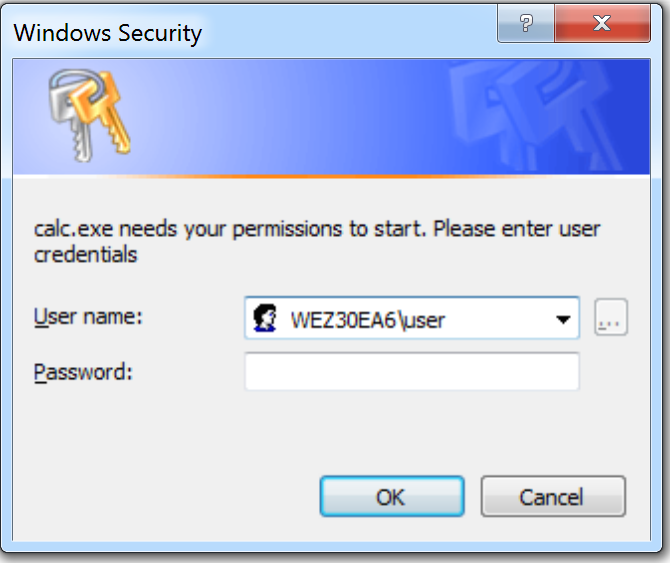 Windows Security
?
X
calc.exe needs your permissions to start. Please enter user
credentials
User name:
WEZ30EA6\user
...
Password:
OK
Cancel